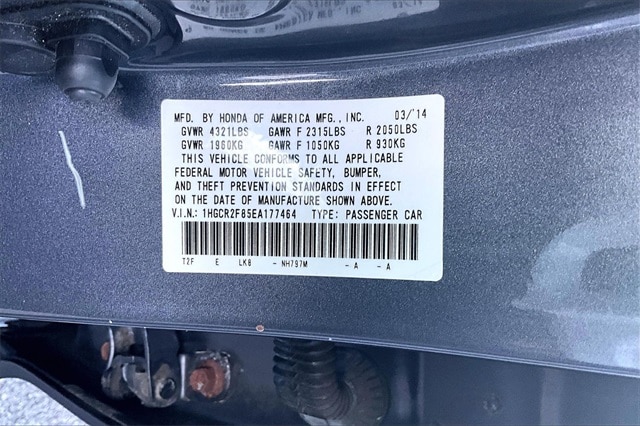 MFD. BY HONDA OF AMERICA MFG., INC. 03/'14
GVWR 4321LBS GAWR F 2315LBS R 2050LBS
GVWR 1960KG GAWR F 1050KG R 930KG
THIS VEHICLE CONFORMS TO ALL APPLICABLE
FEDERAL MOTOR VEHICLE SAFETY, BUMPER,
AND THEFT PREVENTION STANDARDS IN EFFECT
ON THE DATE OF MANUFACTURE SHOWN ABOVE.
V.I.N.: 1HGCR2F85EA177464 TYPE: PASSENGER CAR
T2F E LK8 - NH797M - A - A